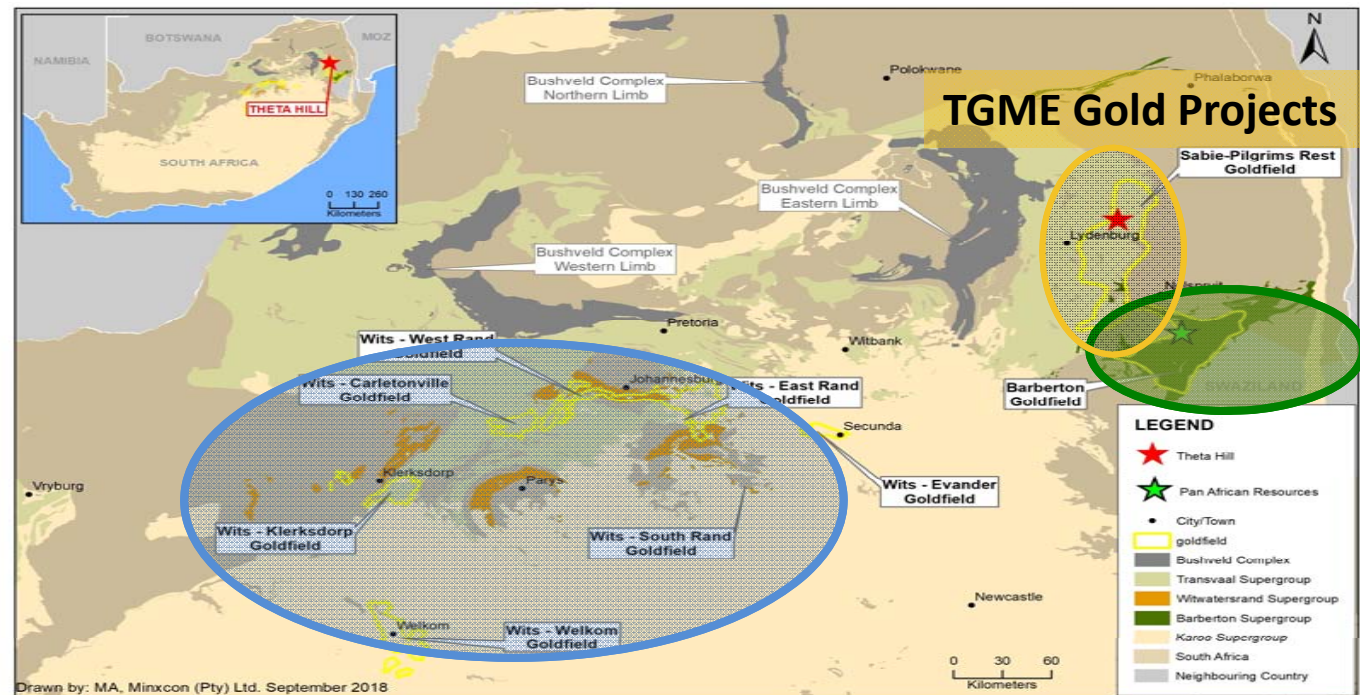 NAMIBIA
BOTSWANA
MOZ
THETA HILL
SOUTH AFRICA
0 130 260
Kilometers
N
Bushveld Complex
Northern Limb
Polokwane
Phalaborwa
TGME Gold Projects
Sabie-Pilgrims Rest
Goldfield
Bushveld Complex
Eastern Limb
Lydenburg
Bushveld Complex
Western Limb
Pretoria
Witbank
Wits - West Rand
Wits - Carletonville
Goldfield
Johannesburg
Wits - East Rand
Goldfield
Barberton
Goldfield
SWAZILAND
Secunda
Wits - Evander
Goldfield
Vryburg
Klerksdorp
Parys
Wits - Klerksdorp
Goldfield
Wits - South Rand
Goldfield
Newcastle
Welkom
Wits - Welkom
Goldfield
LEGEND
Theta Hill
Pan African Resources
City/Town
goldfield
Bushveld Complex
Transvaal Supergroup
Witwatersrand Supergroup
Barberton Supergroup
Karoo Supergroup
South Africa
Neighbouring Country
0 30 60
Kilometers
Drawn by: MA, Minxcon (Pty) Ltd. September 2018